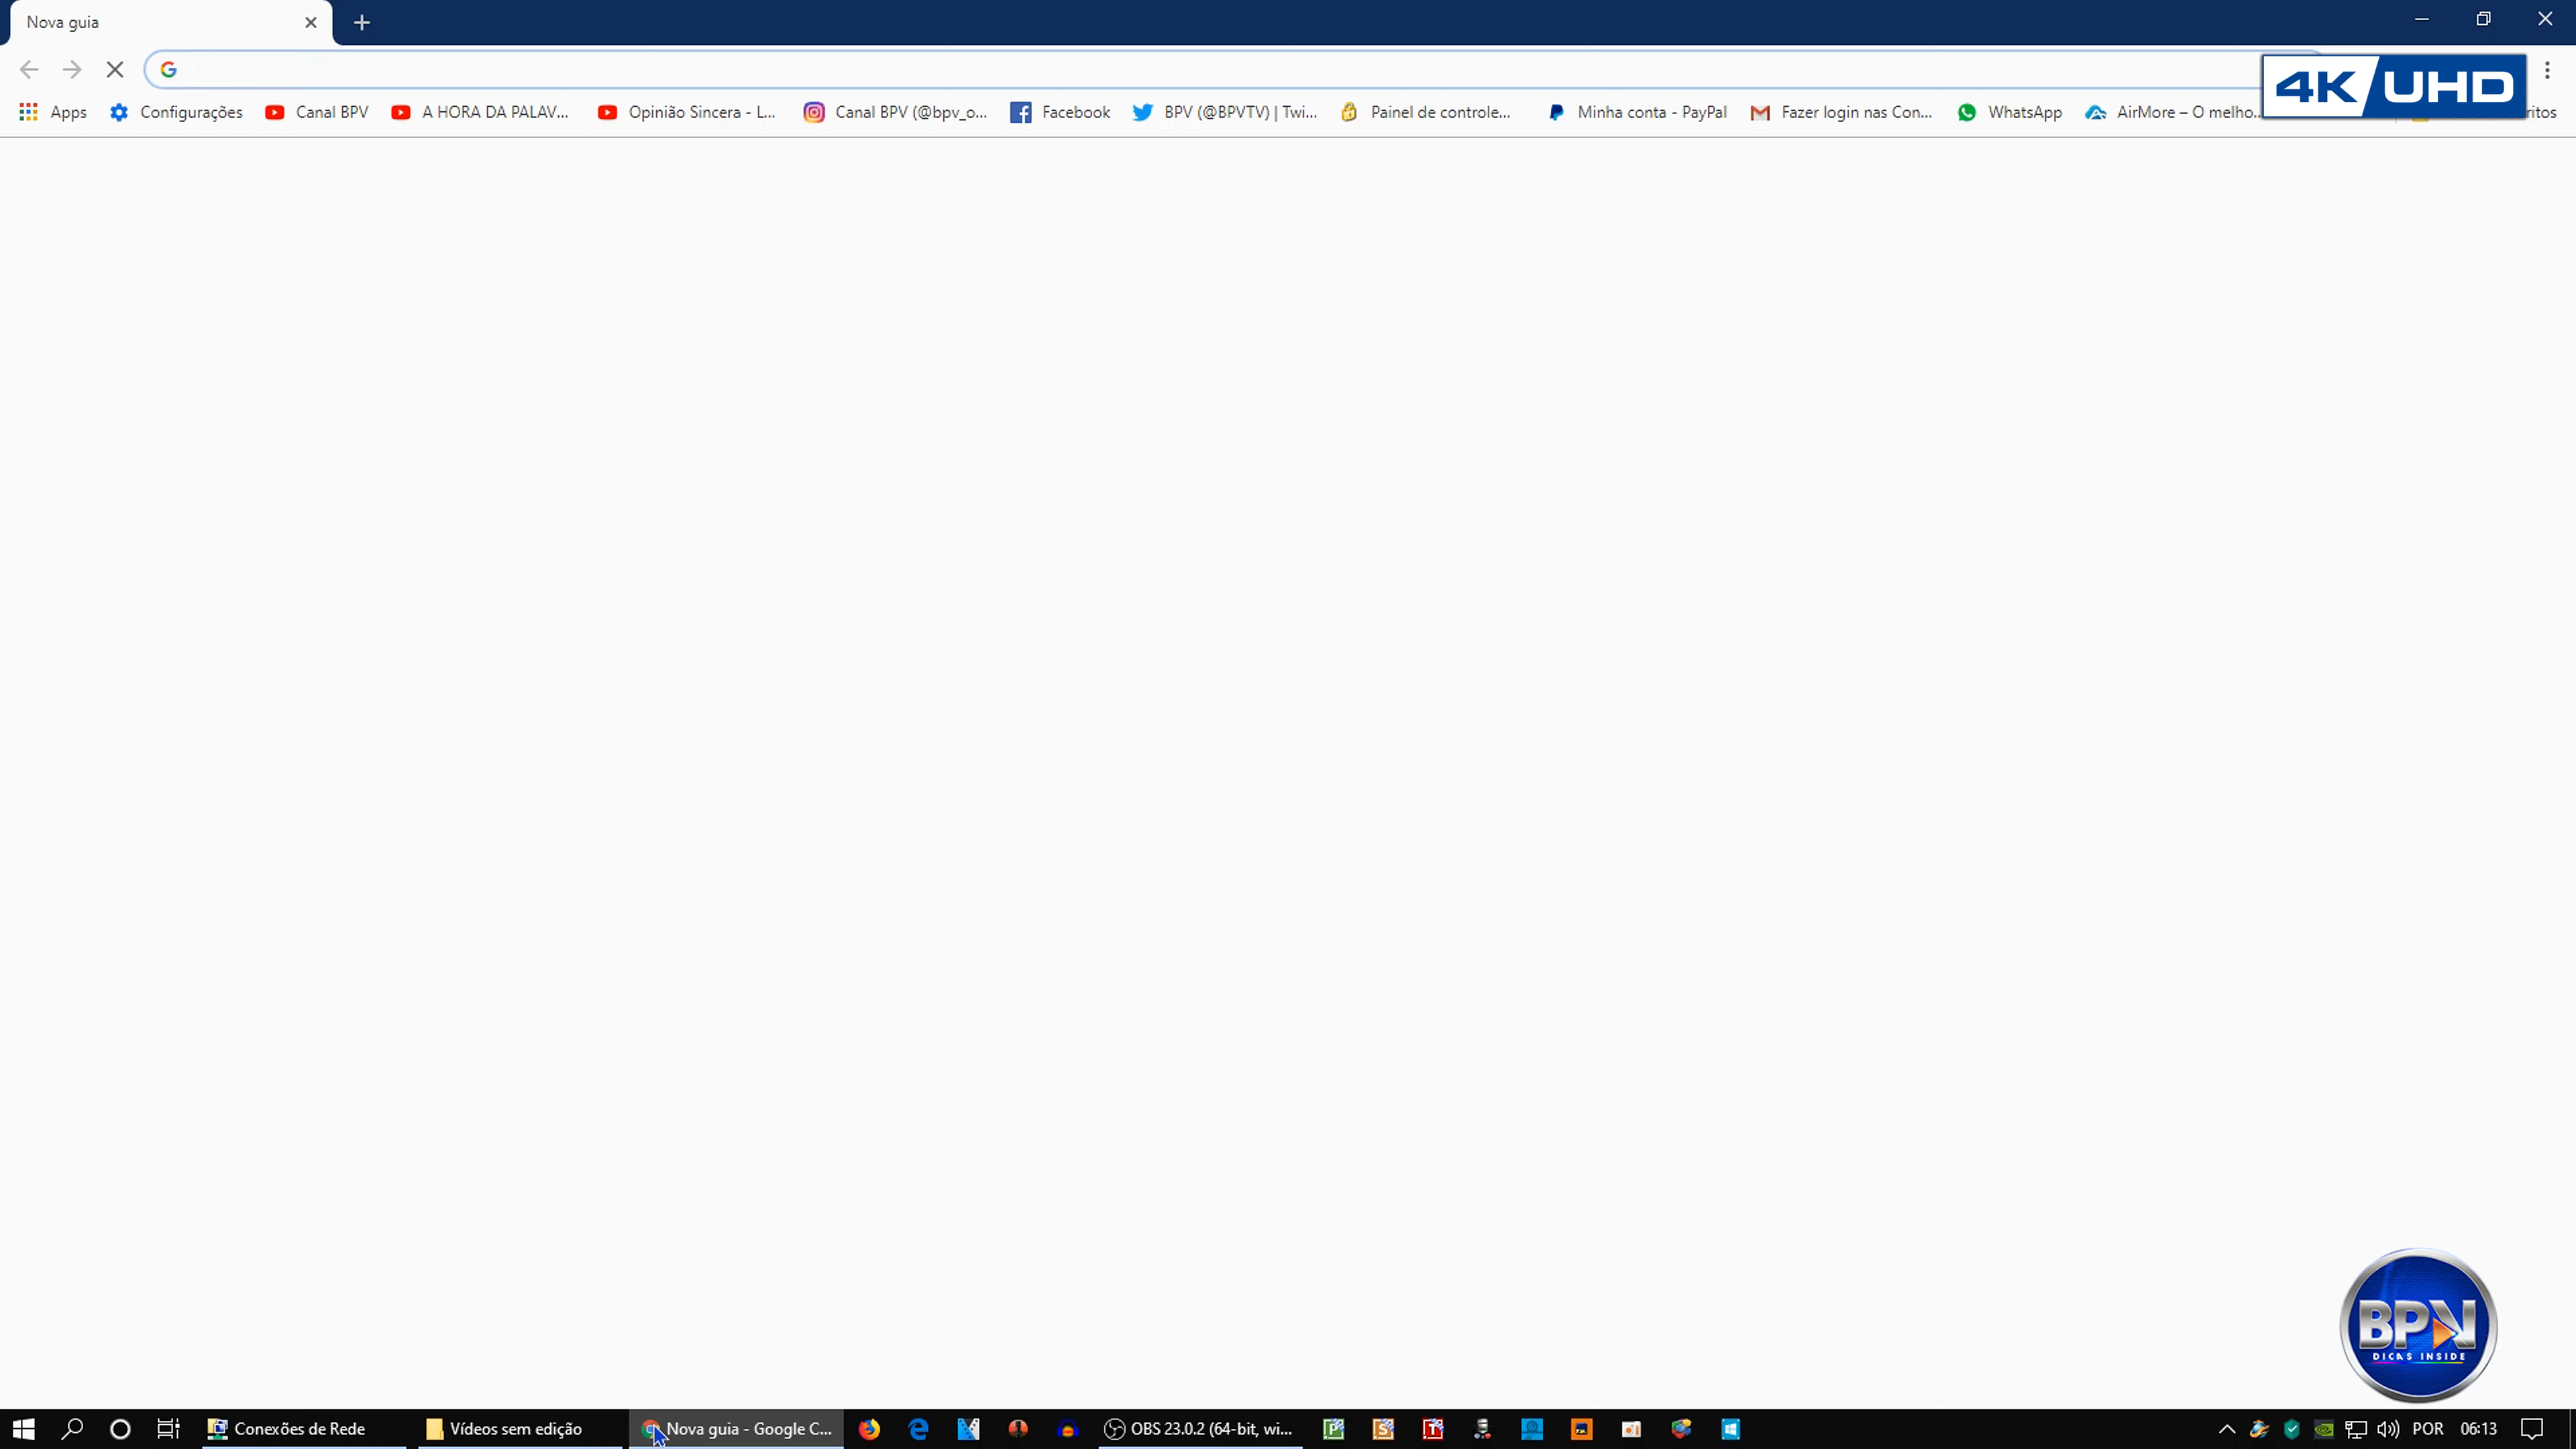 Nova guia
4K UHD
Apps Configurações Canal BPV A HORA DA PALAV... Opinião Sincera - L... Canal BPV (@bpv_o... Facebook BPV (@BPVTV) | Twi... Painel de controle... Minha conta - PayPal Fazer login nas Con... WhatsApp AirMore – O melho... ritos
BPN
DICAS INSIDE
Conexões de Rede Vídeos sem edição Nova guia - Google C... OBS 23.0.2 (64-bit, wi... POR 06:13